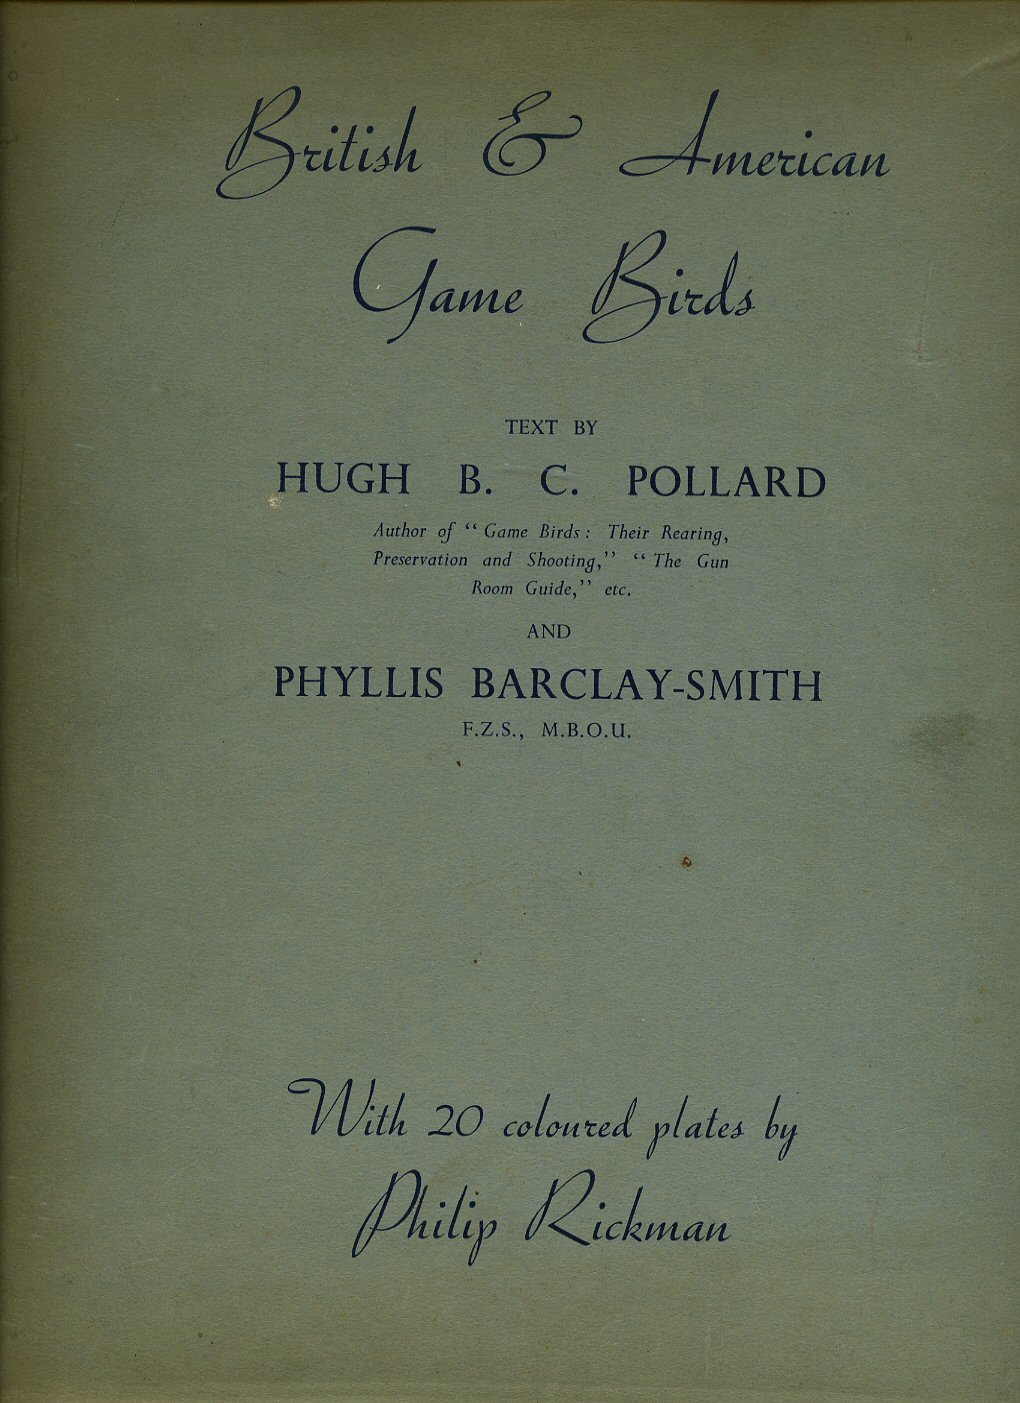 British & American
Game Birds
TEXT BY
HUGH B. C. POLLARD
Author of “ Game Birds : Their Rearing,
Preservation and Shooting,” “ The Gun
Room Guide,” etc.
AND
PHYLLIS BARCLAY-SMITH
F.Z.S., M.B.O.U.
With 20 coloured plates by
Philip Rickman